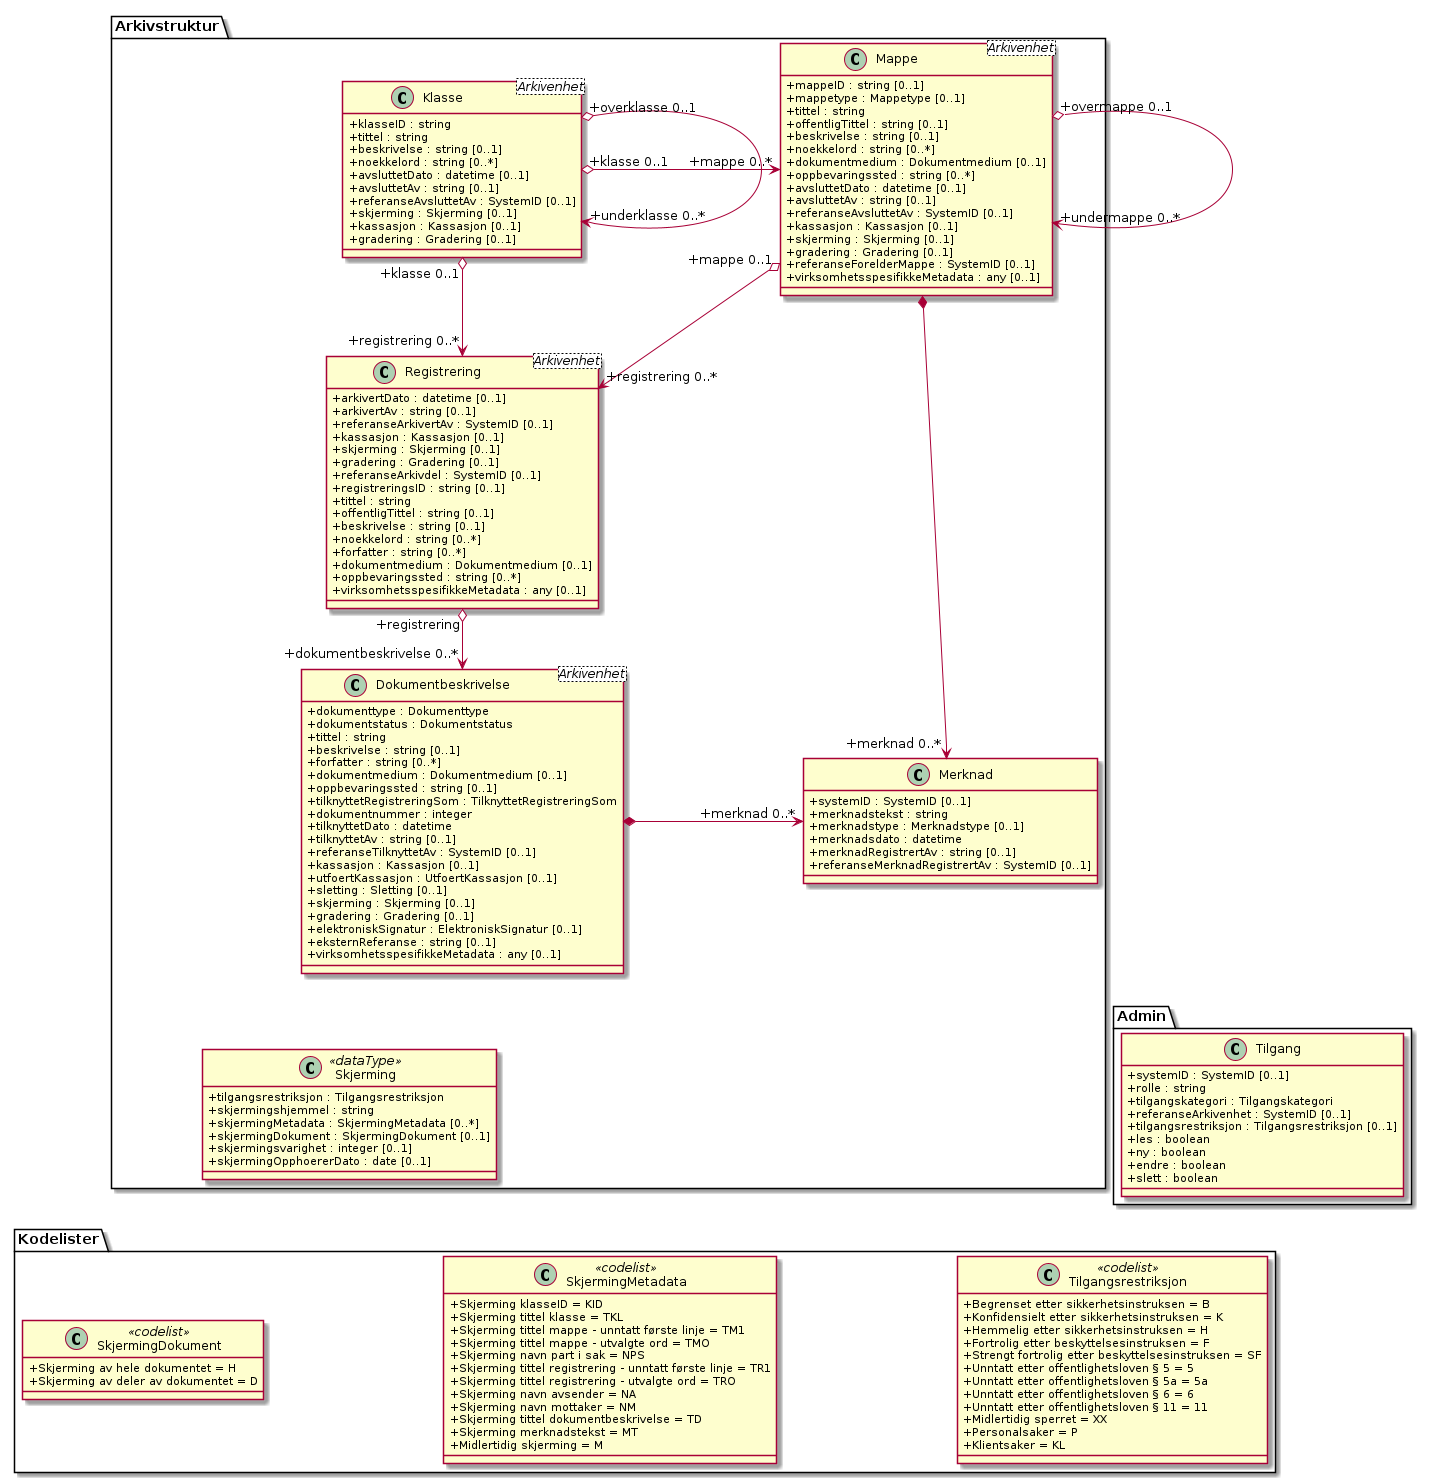 Arkivstruktur
Klasse
Arkivenhet
+klasseID : string
+tittel : string
+beskrivelse : string [0..1]
+noekkelord : string [0..*]
+avsluttetDato : datetime [0..1]
+avsluttetAv : string [0..1]
+referanseAvsluttetAv : SystemID [0..1]
+skjerming : Skjerming [0..1]
+kassasjon : Kassasjon [0..1]
+gradering : Gradering [0..1]
+overklasse 0..1
+klasse 0..1
+mappe 0..*
+underklasse 0..*
Mappe
Arkivenhet
+mappeID : string [0..1]
+mappetype : Mappetype [0..1]
+tittel : string
+offentligTittel : string [0..1]
+beskrivelse : string [0..1]
+noekkelord : string [0..*]
+dokumentmedium : Dokumentmedium [0..1]
+oppbevaringssted : string [0..*]
+avsluttetDato : datetime [0..1]
+avsluttetAv : string [0..1]
+referanseAvsluttetAv : SystemID [0..1]
+kassasjon : Kassasjon [0..1]
+skjerming : Skjerming [0..1]
+gradering : Gradering [0..1]
+referanseForelderMappe : SystemID [0..1]
+virksomhetsspesifikkeMetadata : any [0..1]
+overmappe 0..1
+undermappe 0..*
+klasse 0..1
+mappe 0..1
+registrering 0..*
+registrering 0..*
Registrering
Arkivenhet
+arkivertDato : datetime [0..1]
+arkivertAv : string [0..1]
+referanseArkivertAv : SystemID [0..1]
+kassasjon : Kassasjon [0..1]
+skjerming : Skjerming [0..1]
+gradering : Gradering [0..1]
+referanseArkivdel : SystemID [0..1]
+registreringsID : string [0..1]
+tittel : string
+offentligTittel : string [0..1]
+beskrivelse : string [0..1]
+noekkelord : string [0..*]
+forfatter : string [0..*]
+dokumentmedium : Dokumentmedium [0..1]
+oppbevaringssted : string [0..*]
+virksomhetsspesifikkeMetadata : any [0..1]
+registrering
+dokumentbeskrivelse 0..*
Dokumentbeskrivelse
Arkivenhet
+dokumenttype : Dokumenttype
+dokumentstatus : Dokumentstatus
+tittel : string
+beskrivelse : string [0..1]
+forfatter : string [0..*]
+dokumentmedium : Dokumentmedium [0..1]
+oppbevaringssted : string [0..1]
+tilknyttetRegistreringSom : TilknyttetRegistreringSom
+dokumentnummer : integer
+tilknyttetDato : datetime
+tilknyttetAv : string [0..1]
+referanseTilknyttetAv : SystemID [0..1]
+kassasjon : Kassasjon [0..1]
+utfoertKassasjon : UtfoertKassasjon [0..1]
+sletting : Sletting [0..1]
+skjerming : Skjerming [0..1]
+gradering : Gradering [0..1]
+elektroniskSignatur : ElektroniskSignatur [0..1]
+eksternReferanse : string [0..1]
+virksomhetsspesifikkeMetadata : any [0..1]
+merknad 0..*
+merknad 0..*
Merknad
+systemID : SystemID [0..1]
+merknadstekst : string
+merknadstype : Merknadstype [0..1]
+merknadsdato : datetime
+merknadRegistrertAv : string [0..1]
+referanseMerknadRegistrertAv : SystemID [0..1]
«dataType»
Skjerming
+tilgangsrestriksjon : Tilgangsrestriksjon
+skjermingshjemmel : string
+skjermingMetadata : SkjermingMetadata [0..*]
+skjermingDokument : SkjermingDokument [0..1]
+skjermingsvarighet : integer [0..1]
+skjermingOpphoererDato : date [0..1]
Admin
Tilgang
+systemID : SystemID [0..1]
+rolle : string
+tilgangskategori : Tilgangskategori
+referanseArkivenhet : SystemID [0..1]
+tilgangsrestriksjon : Tilgangsrestriksjon [0..1]
+les : boolean
+ny : boolean
+endre : boolean
+slett : boolean
Kodelister
«codelist»
SkjermingDokument
+Skjerming av hele dokumentet = H
+Skjerming av deler av dokumentet = D
«codelist»
SkjermingMetadata
+Skjerming klasseID = KID
+Skjerming tittel klasse = TKL
+Skjerming tittel mappe - unntatt første linje = TM1
+Skjerming tittel mappe - utvalgte ord = TMO
+Skjerming navn part i sak = NPS
+Skjerming tittel registrering - unntatt første linje = TR1
+Skjerming tittel registrering - utvalgte ord = TRO
+Skjerming navn avsender = NA
+Skjerming navn mottaker = NM
+Skjerming tittel dokumentbeskrivelse = TD
+Skjerming merknadstekst = MT
+Midlertidig skjerming = M
«codelist»
Tilgangsrestriksjon
+Begrenset etter sikkerhetsinstruksen = B
+Konfidensielt etter sikkerhetsinstruksen = K
+Hemmelig etter sikkerhetsinstruksen = H
+Fortrolig etter beskyttelsesinstruksen = F
+Strengt fortrolig etter beskyttelsesinstruksen = SF
+Unntatt etter offentlighetsloven § 5 = 5
+Unntatt etter offentlighetsloven § 5a = 5a
+Unntatt etter offentlighetsloven § 6 = 6
+Unntatt etter offentlighetsloven § 11 = 11
+Midlertidig sperret = XX
+Personalsaker = P
+Klientsaker = KL